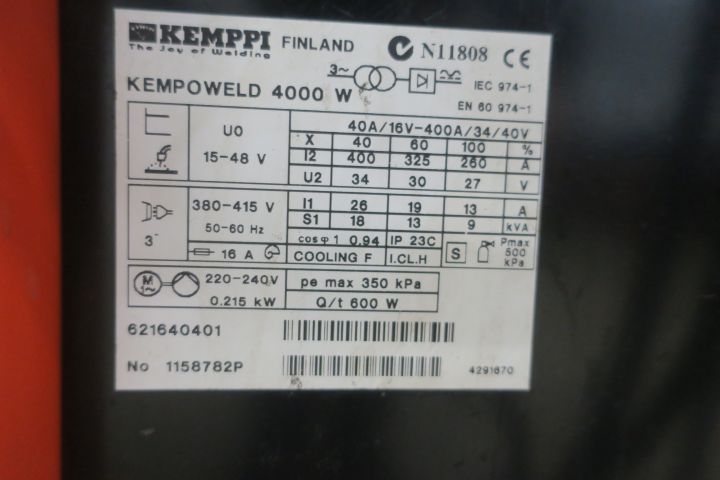 KEMPPI FINLAND N11808 CE
The Joy of Welding
3~
KEMPOWELD 4000 W IEC 974-1
EN 60 974-1
U0
15-48 V
40A/16V-400A/34/40V
X 40 60 100 %
I2 400 325 260 A
U2 34 30 27 V
3~
380-415 V
50-60 Hz
16 A
I1 26 19 13 A
S1 18 13 9 kVA
cos φ 1 0.94 IP 23C
COOLING F I.CL.H
S
Pmax
500
kPa
M
1~
220-240V
0.215 kW
pe max 350 kPa
Q/t 600 W
621640401
No 1158782P
4291670